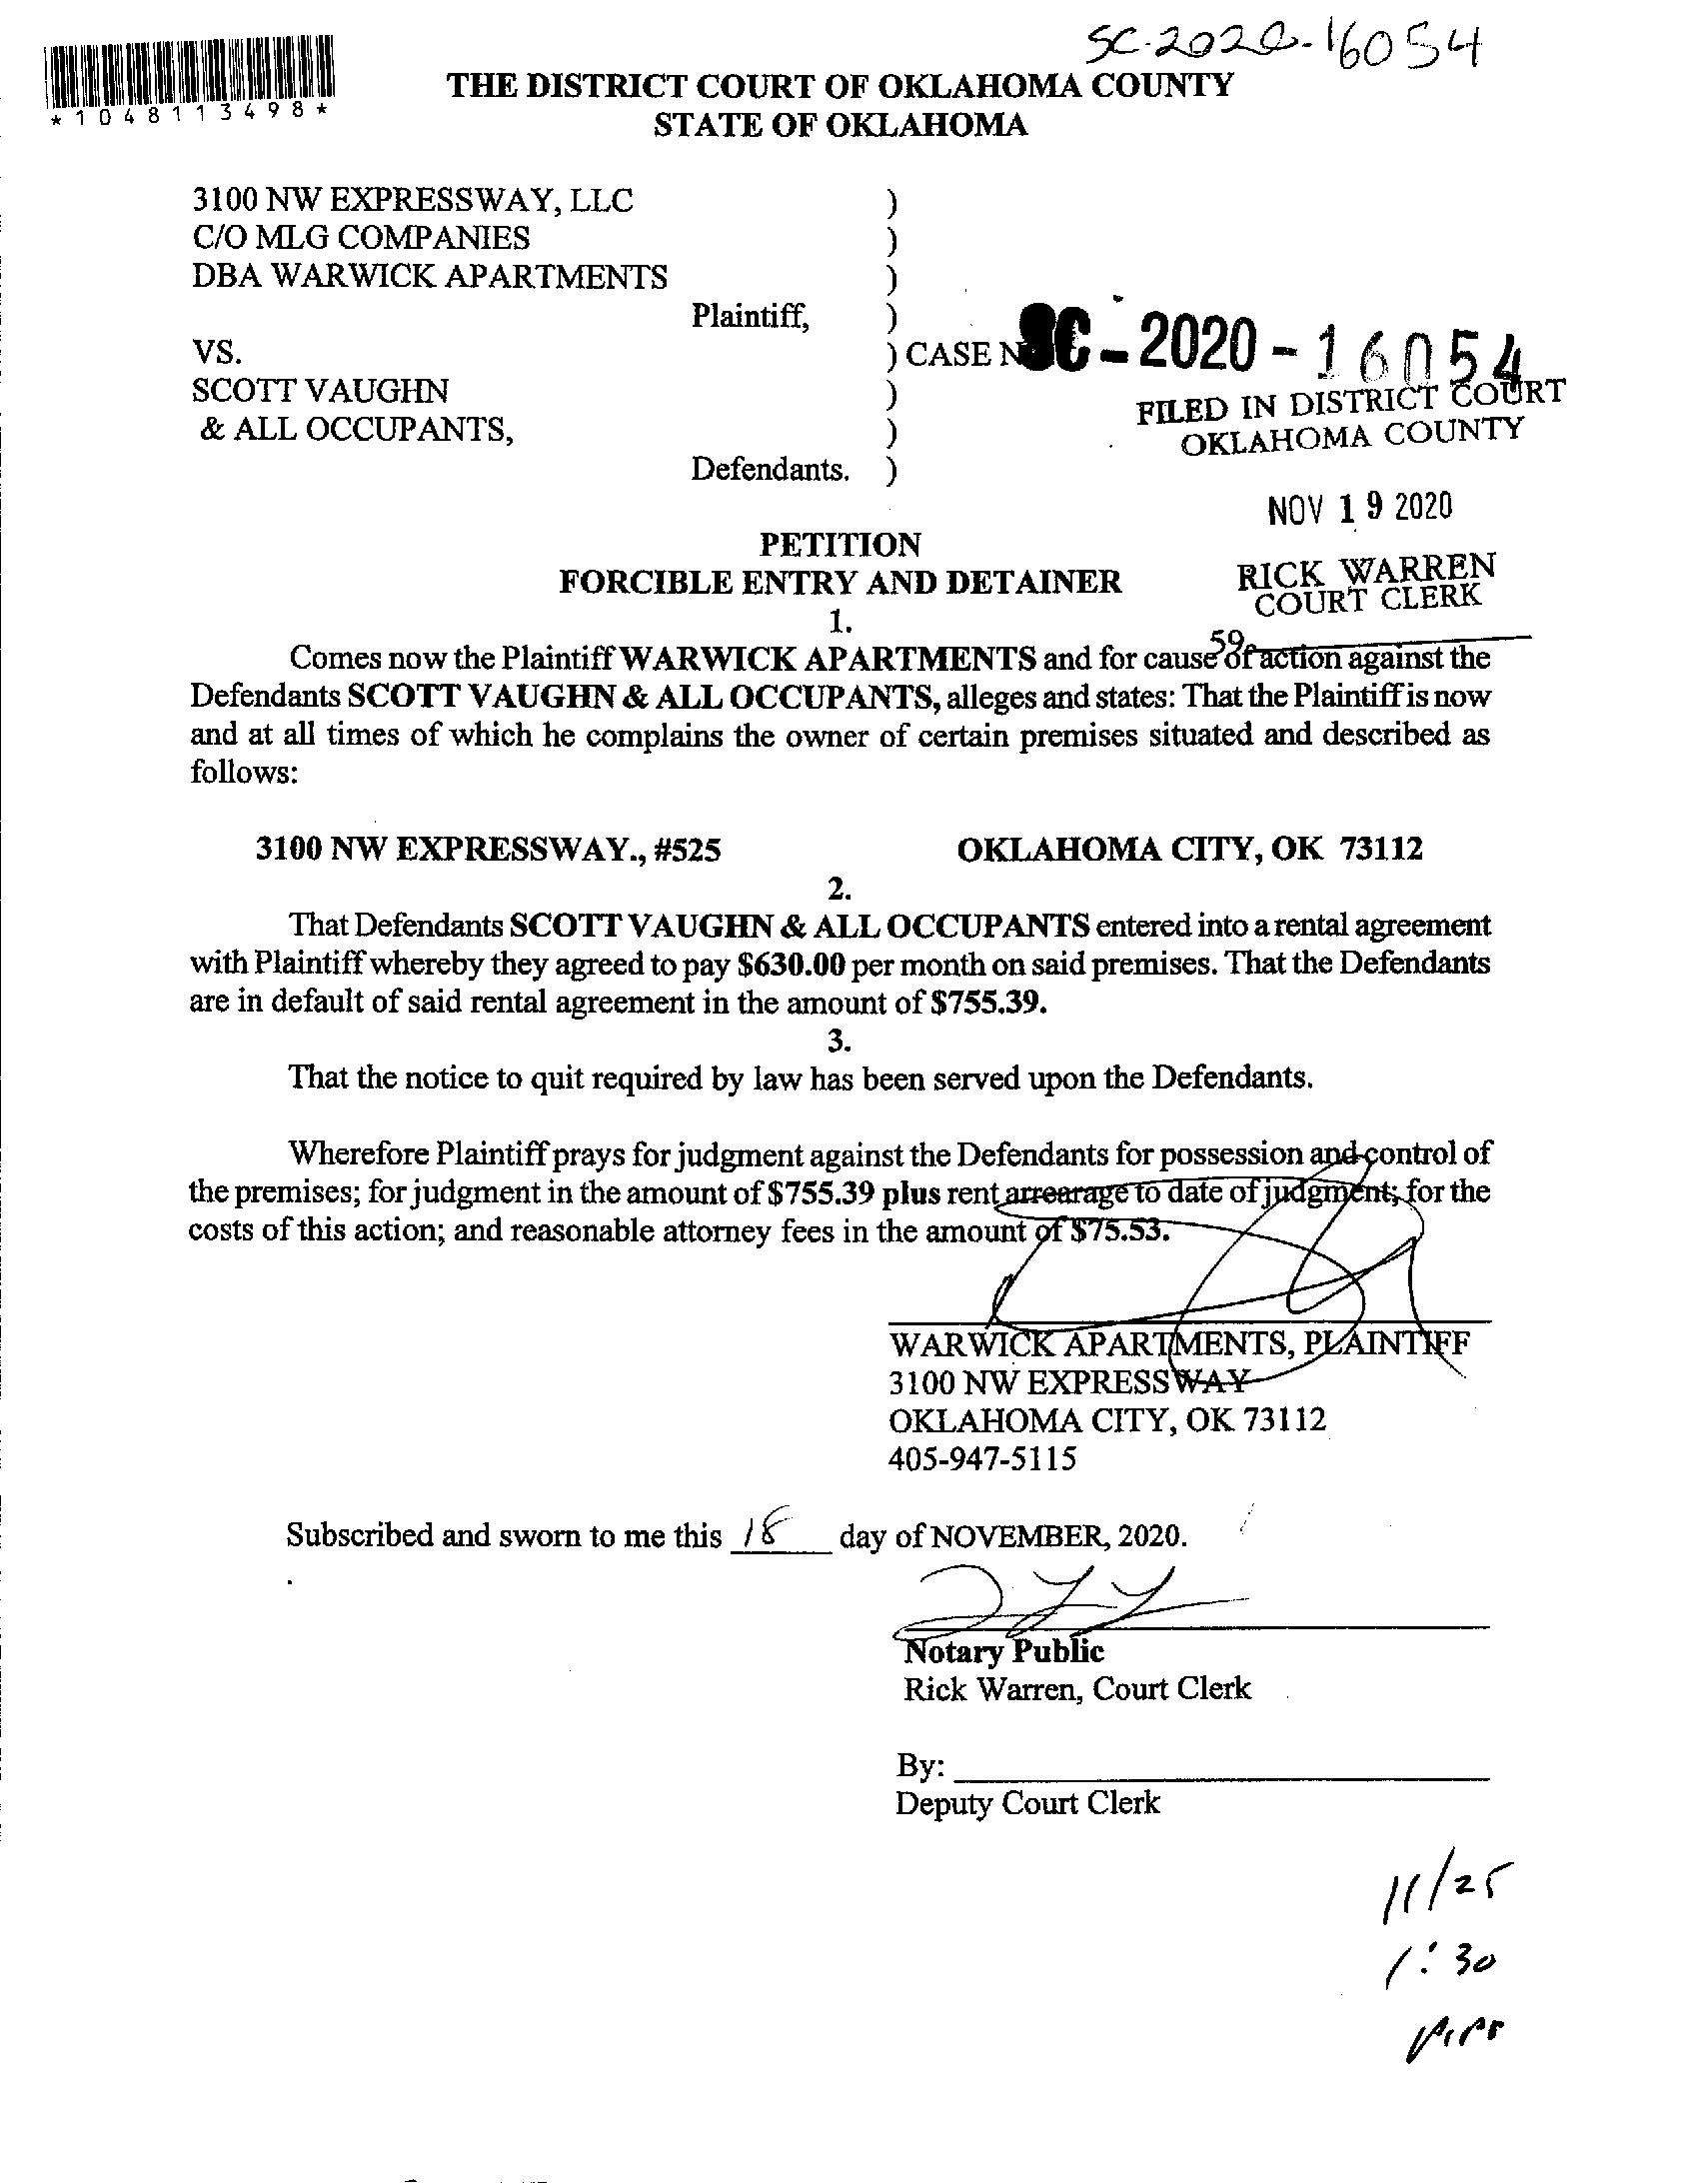 SC-2020-16054
*1048113498*
THE DISTRICT COURT OF OKLAHOMA COUNTY
STATE OF OKLAHOMA
3100 NW EXPRESSWAY, LLC )
C/O MLG COMPANIES )
DBA WARWICK APARTMENTS )
Plaintiff, )
VS. ) CASE N SC-2020-16054
SCOTT VAUGHN )
& ALL OCCUPANTS, )
Defendants. )
FILED IN DISTRICT COURT
OKLAHOMA COUNTY
NOV 19 2020
RICK WARREN
COURT CLERK
59
PETITION
FORCIBLE ENTRY AND DETAINER
1.
Comes now the Plaintiff WARWICK APARTMENTS and for cause of action against the
Defendants SCOTT VAUGHN & ALL OCCUPANTS, alleges and states: That the Plaintiff is now
and at all times of which he complains the owner of certain premises situated and described as
follows:
3100 NW EXPRESSWAY., #525 OKLAHOMA CITY, OK 73112
2.
That Defendants SCOTT VAUGHN & ALL OCCUPANTS entered into a rental agreement
with Plaintiff whereby they agreed to pay $630.00 per month on said premises. That the Defendants
are in default of said rental agreement in the amount of $755.39.
3.
That the notice to quit required by law has been served upon the Defendants.
Wherefore Plaintiff prays for judgment against the Defendants for possession and control of
the premises; for judgment in the amount of $755.39 plus rent arrearage to date of judgment; for the
costs of this action; and reasonable attorney fees in the amount of $75.53.
WARWICK APARTMENTS, PLAINTIFF
3100 NW EXPRESSWAY
OKLAHOMA CITY, OK 73112
405-947-5115
Subscribed and sworn to me this 18 day of NOVEMBER, 2020.
Notary Public
Rick Warren, Court Clerk
By:
Deputy Court Clerk
11/25
1:30